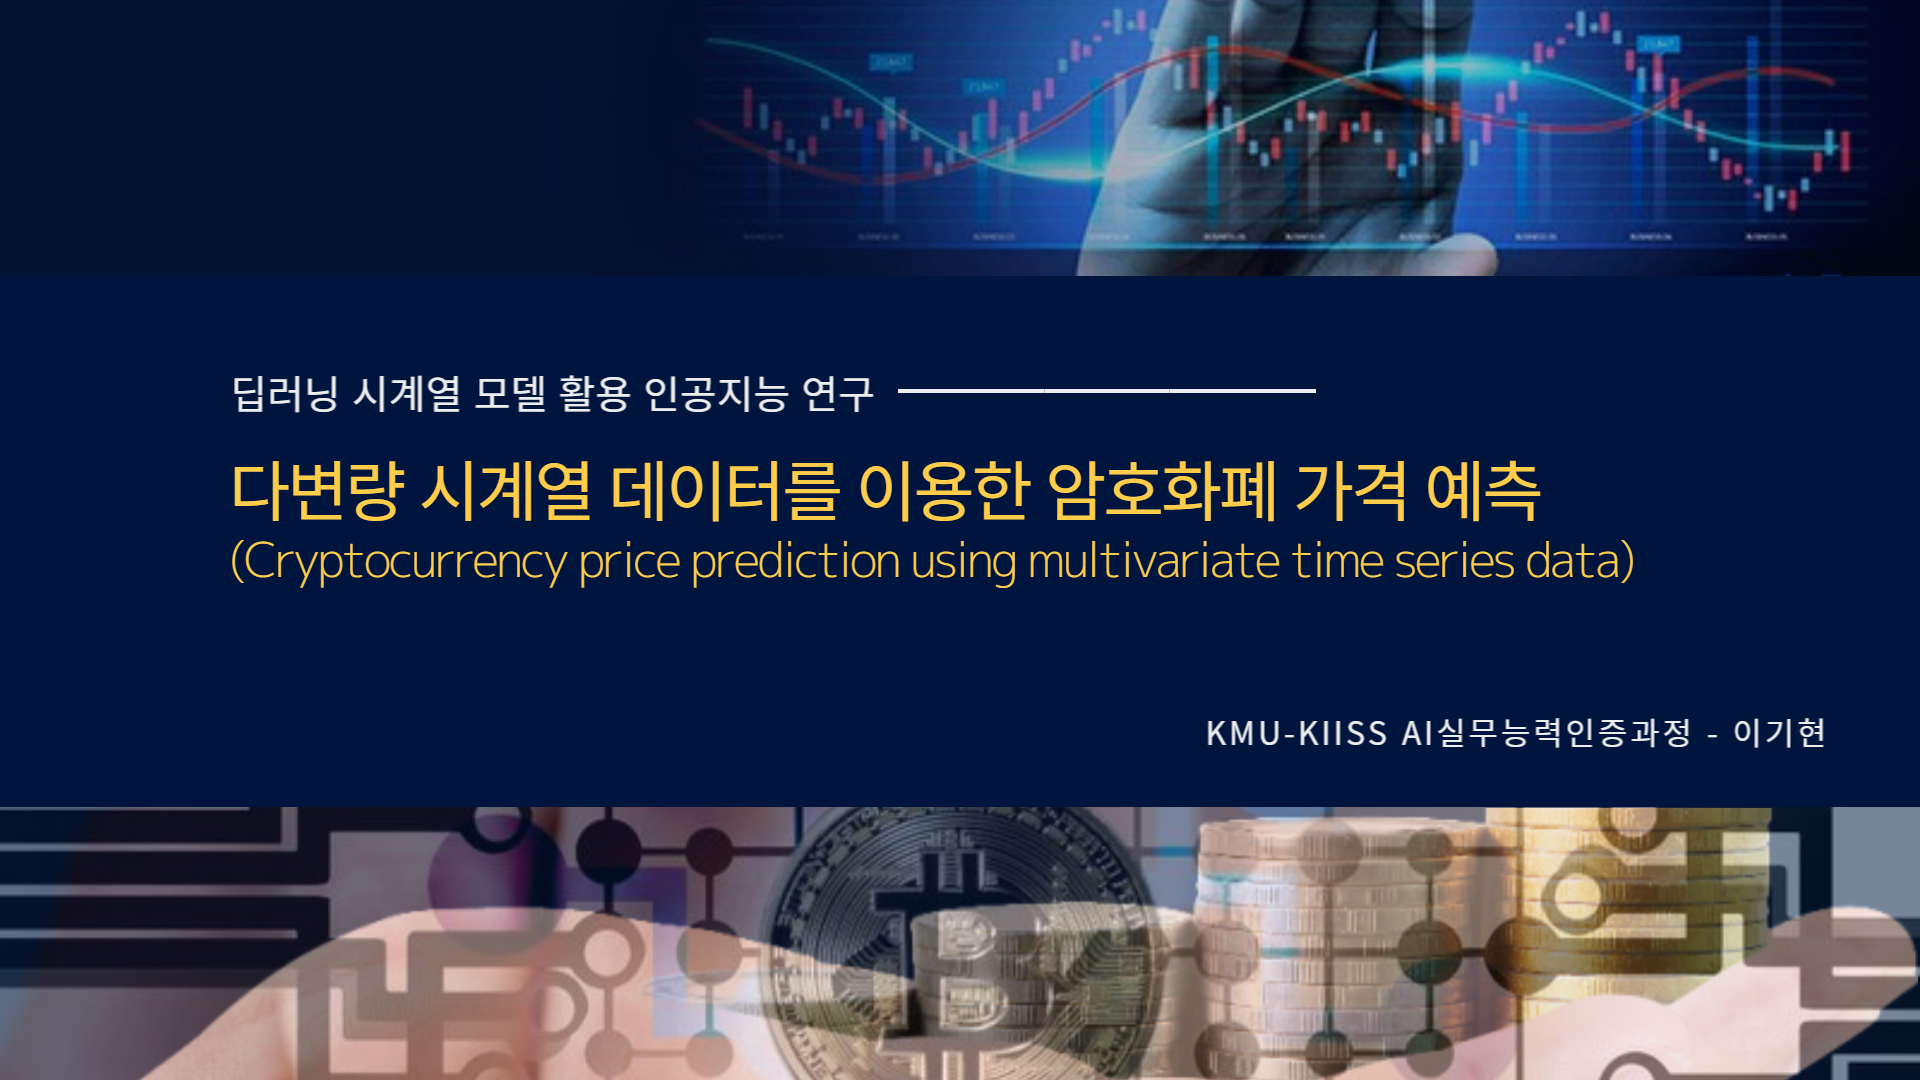 딥러닝 시계열 모델 활용 인공지능 연구
다변량 시계열 데이터를 이용한 암호화폐 가격 예측
(Cryptocurrency price prediction using multivariate time series data)
KMU-KIISS AI실무능력인증과정 - 이기현